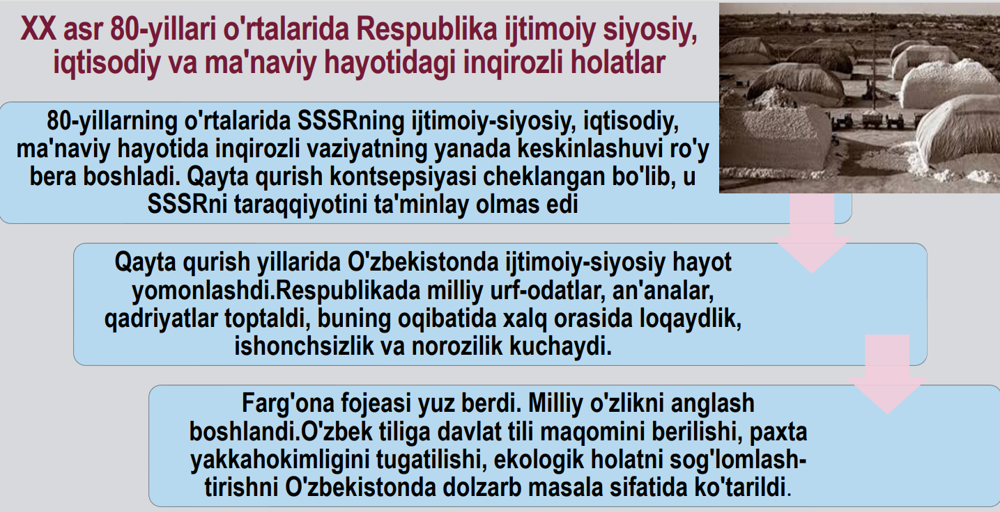 XX asr 80-yillari o'rtalarida Respublika ijtimoiy siyosiy,
iqtisodiy va ma'naviy hayotidagi inqirozli holatlar
80-yillarning o'rtalarida SSSRning ijtimoiy-siyosiy, iqtisodiy,
ma'naviy hayotida inqirozli vaziyatning yanada keskinlashuvi ro'y
bera boshladi. Qayta qurish kontsepsiyasi cheklangan bo'lib, u
SSSRni taraqqiyotini ta'minlay olmas edi
Qayta qurish yillarida O'zbekistonda ijtimoiy-siyosiy hayot
yomonlashdi.Respublikada milliy urf-odatlar, an'analar,
qadriyatlar toptaldi, buning oqibatida xalq orasida loqaydlik,
ishonchsizlik va norozilik kuchaydi.
Farg'ona fojeasi yuz berdi. Milliy o'zlikni anglash
boshlandi.O'zbek tiliga davlat tili maqomini berilishi, paxta
yakkahokimligini tugatilishi, ekologik holatni sog'lomlash-
tirishni O'zbekistonda dolzarb masala sifatida ko'tarildi.